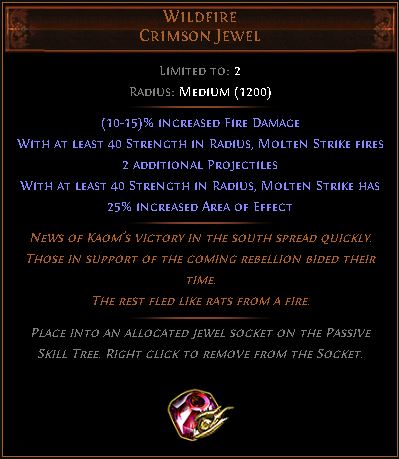 Wildfire
Crimson Jewel
Limited to: 2
Radius: Medium (1200)
(10-15)% increased Fire Damage
With at least 40 Strength in Radius, Molten Strike fires
2 additional Projectiles
With at least 40 Strength in Radius, Molten Strike has
25% increased Area of Effect
News of Kaom's victory in the south spread quickly.
Those in support of the coming rebellion bided their
time.
The rest fled like rats from a fire.
Place into an allocated jewel socket on the Passive
Skill Tree. Right click to remove from the Socket.